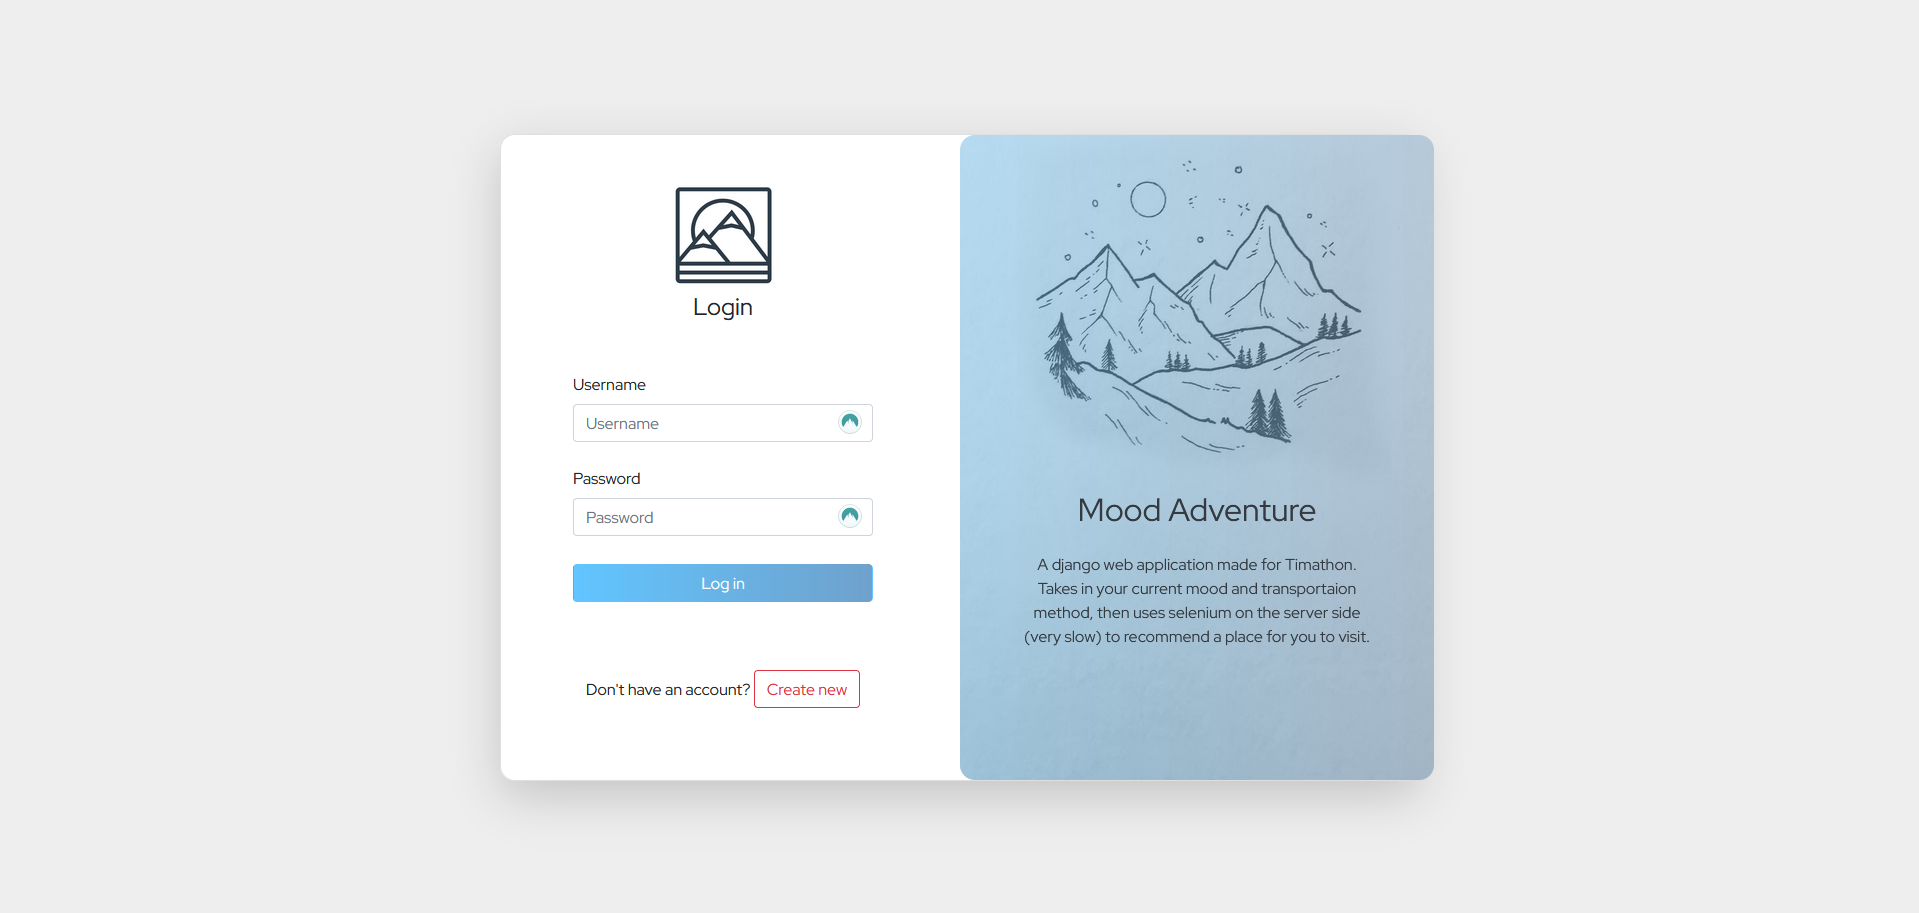 Login
Username
Username
Password
Password
Log in
Don't have an account? Create new
Mood Adventure
A django web application made for Timathon.
Takes in your current mood and transportaion
method, then uses selenium on the server side
(very slow) to recommend a place for you to visit.